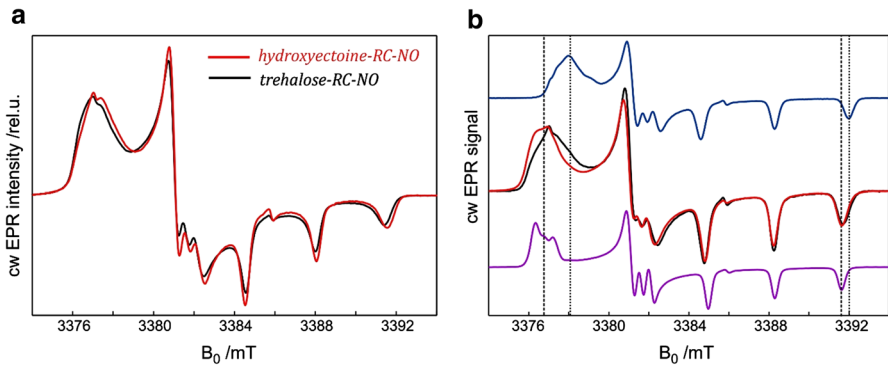 a
b
hydroxyectoine-RC-NO
trehalose-RC-NO
cw EPR intensity /rel.u.
3376 3380 3384 3388 3392
B0 /mT
cw EPR signal
3376 3380 3384 3388 3392
B0 /mT